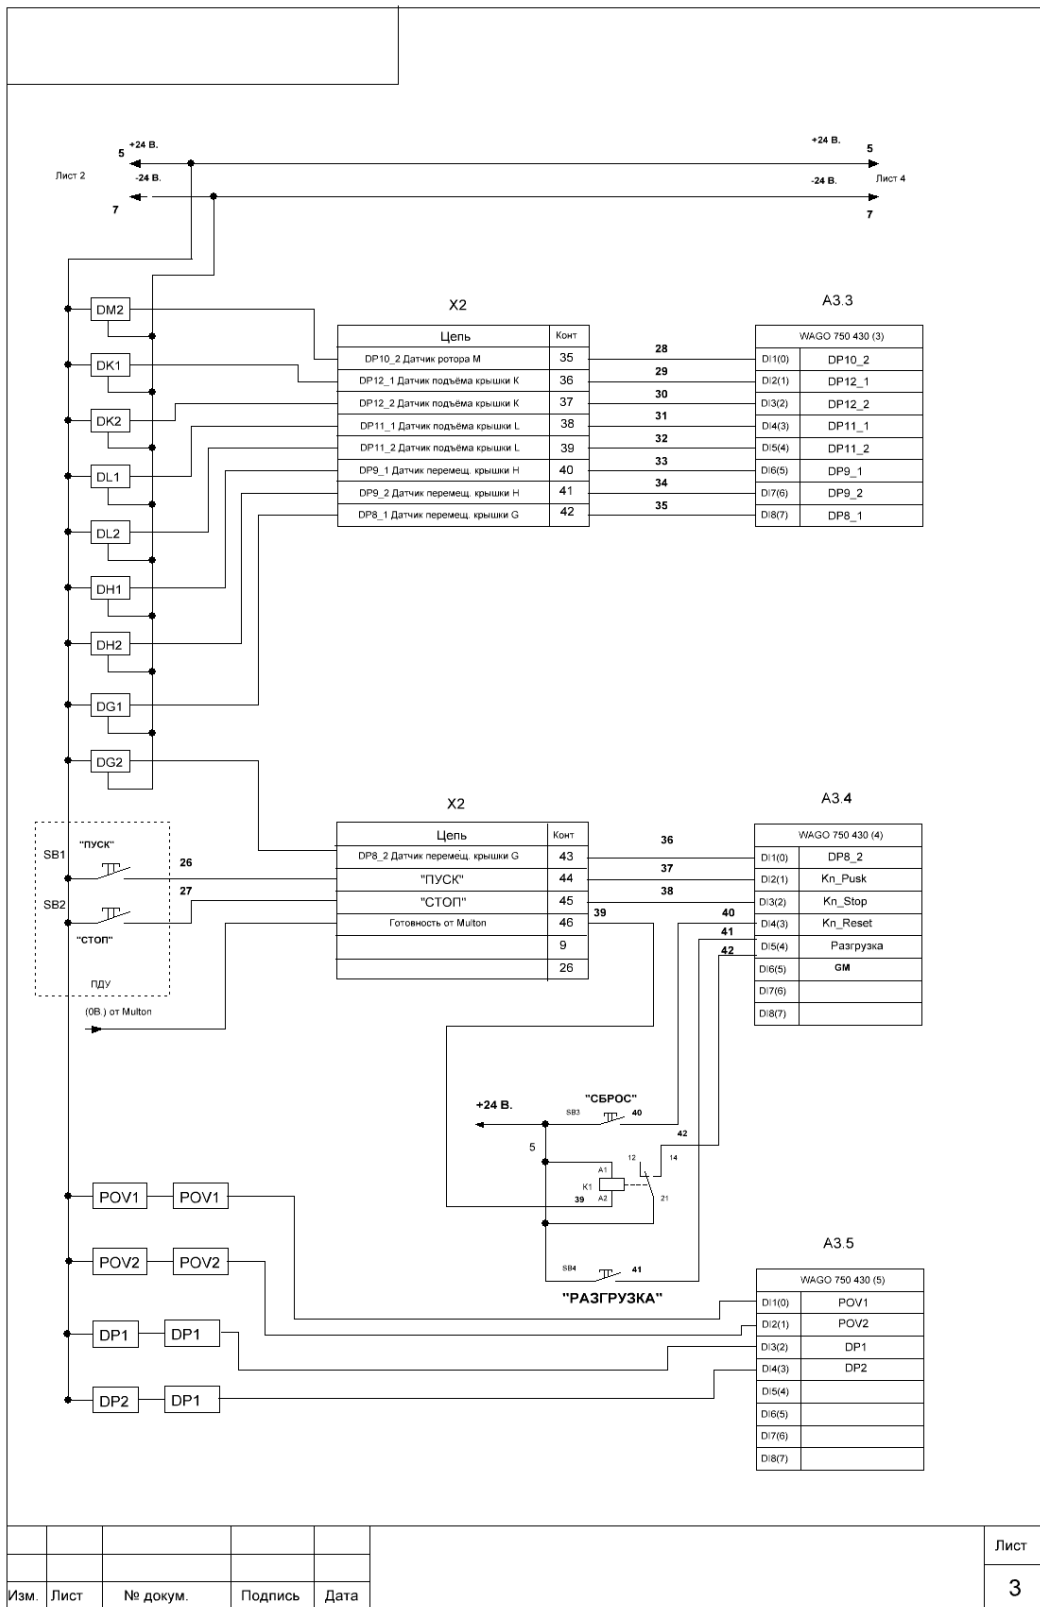 +24 В.
5
Лист 2
-24 В.
7
+24 В.
5
-24 В.
Лист 4
7
DM2
DK1
DK2
DL1
DL2
DH1
DH2
DG1
DG2
X2
Цепь Конт
DP10_2 Датчик ротора М 35
DP12_1 Датчик подъёма крышки K 36
DP12_2 Датчик подъёма крышки K 37
DP11_1 Датчик подъёма крышки L 38
DP11_2 Датчик подъёма крышки L 39
DP9_1 Датчик перемещ. крышки H 40
DP9_2 Датчик перемещ. крышки H 41
DP8_1 Датчик перемещ. крышки G 42
28
29
30
31
32
33
34
35
А3.3
WAGO 750 430 (3)
DI1(0) DP10_2
DI2(1) DP12_1
DI3(2) DP12_2
DI4(3) DP11_1
DI5(4) DP11_2
DI6(5) DP9_1
DI7(6) DP9_2
DI8(7) DP8_1
SB1
"ПУСК"
26
SB2
27
"СТОП"
ПДУ
(0В.) от Multon
X2
Цепь Конт
DP8_2 Датчик перемещ. крышки G 43
"ПУСК" 44
"СТОП" 45
Готовность от Multon 46
9
26
36
37
38
39
40
41
42
А3.4
WAGO 750 430 (4)
DI1(0) DP8_2
DI2(1) Kn_Pusk
DI3(2) Kn_Stop
DI4(3) Kn_Reset
DI5(4) Разгрузка
DI6(5) GM
DI7(6)
DI8(7)
+24 В.
"СБРОС"
SB3
40
5
42
12
14
A1
K1
39
A2
21
SB4
41
"РАЗГРУЗКА"
POV1 POV1
POV2 POV2
DP1 DP1
DP2 DP1
А3.5
WAGO 750 430 (5)
DI1(0) POV1
DI2(1) POV2
DI3(2) DP1
DI4(3) DP2
DI5(4)
DI6(5)
DI7(6)
DI8(7)
Изм. Лист № докум. Подпись Дата
Лист
3